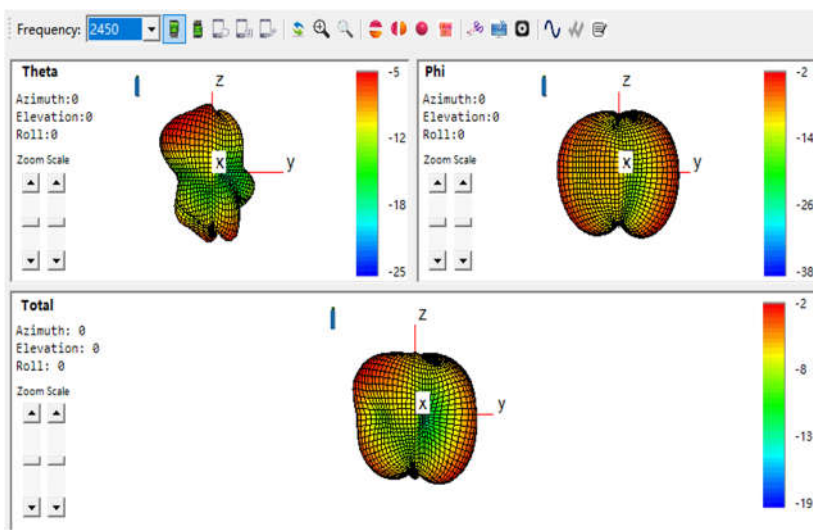 Frequency: 2450
Theta
Azimuth:0
Elevation:0
Roll:0
Zoom Scale
z
x
y
-5
-12
-18
-25
Phi
Azimuth:0
Elevation:0
Roll:0
Zoom Scale
z
x
y
-2
-14
-26
-38
Total
Azimuth: 0
Elevation: 0
Roll: 0
Zoom Scale
z
x
y
-2
-8
-13
-19